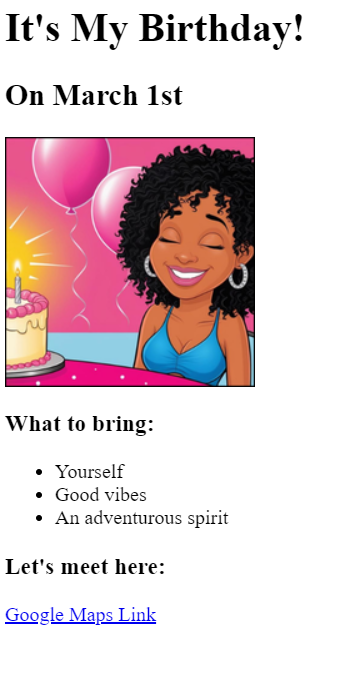 It's My Birthday!
On March 1st
What to bring:
Yourself
Good vibes
An adventurous spirit
Let's meet here:
Google Maps Link